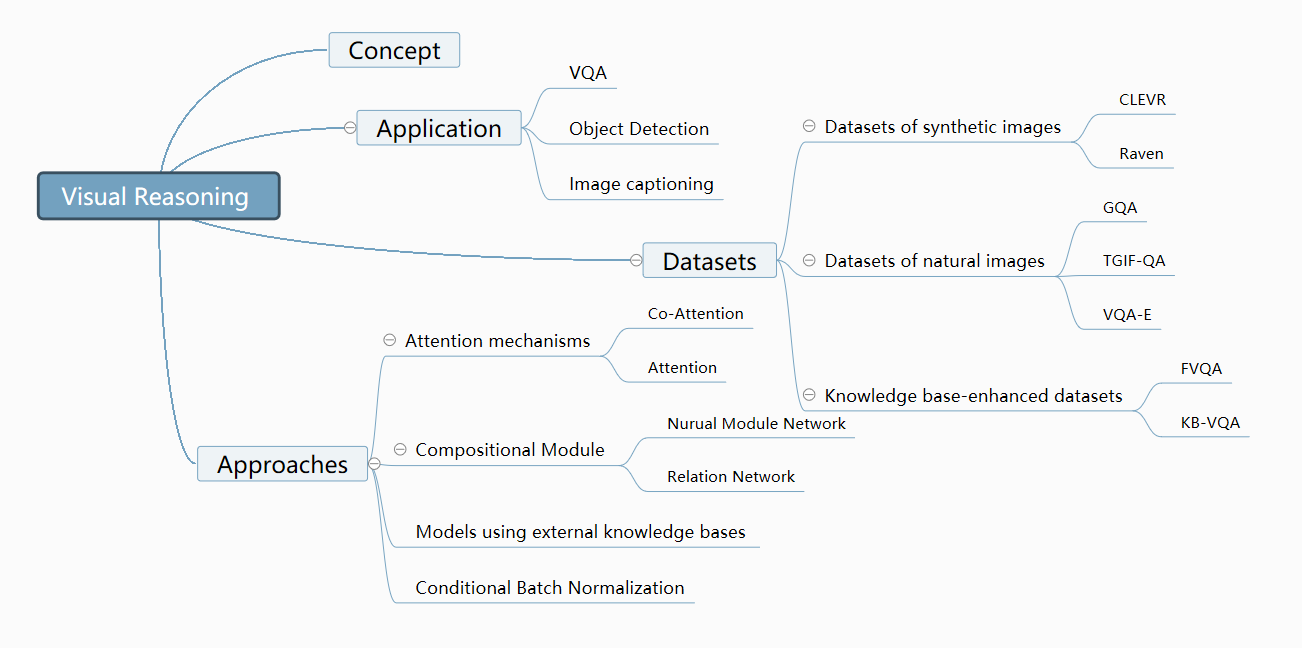 Visual Reasoning
Concept
Application
VQA
Object Detection
Image captioning
Datasets
Datasets of synthetic images
CLEVR
Raven
Datasets of natural images
GQA
TGIF-QA
VQA-E
Knowledge base-enhanced datasets
FVQA
KB-VQA
Approaches
Attention mechanisms
Co-Attention
Attention
Compositional Module
Nurual Module Network
Relation Network
Models using external knowledge bases
Conditional Batch Normalization